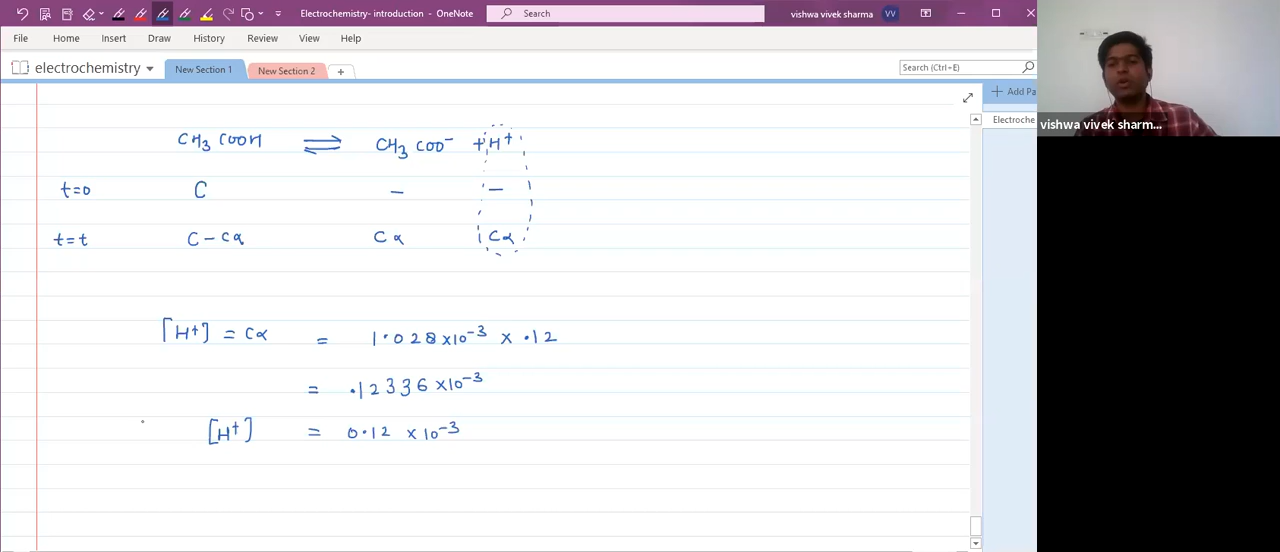 Electrochemistry- introduction - OneNote
Search
vishwa vivek sharma
VV
File Home Insert Draw History Review View Help
electrochemistry
New Section 1
New Section 2
+
Search (Ctrl+E)
+ Add Pa
Electroche
vishwa vivek sharm...
CH3 COOH ⇌ CH3 COO⁻ + H⁺
t=0 C – –
t=t C - Cα Cα Cα
[H⁺] = Cα = 1.028 × 10⁻³ × .12
= .12336 × 10⁻³
[H⁺] = 0.12 × 10⁻³